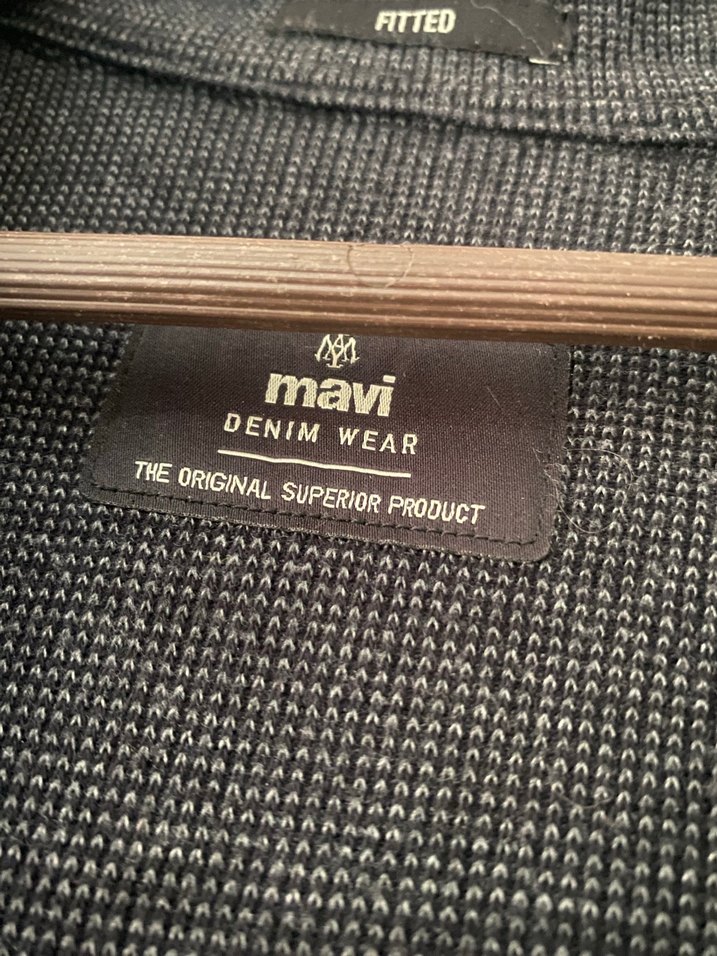 FITTED
mavi
DENIM WEAR
THE ORIGINAL SUPERIOR PRODUCT